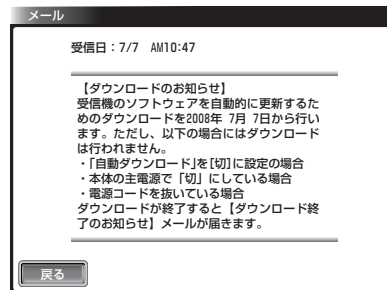 メール
受信日：7/7 AM10:47
【ダウンロードのお知らせ】
受信機のソフトウェアを自動的に更新するた
めのダウンロードを2008年 7月 7日から行い
ます。ただし、以下の場合にはダウンロード
は行われません。
・「自動ダウンロード」を[切]に設定の場合
・本体の主電源で「切」にしている場合
・電源コードを抜いている場合
ダウンロードが終了すると【ダウンロード終
了のお知らせ】メールが届きます。
戻る